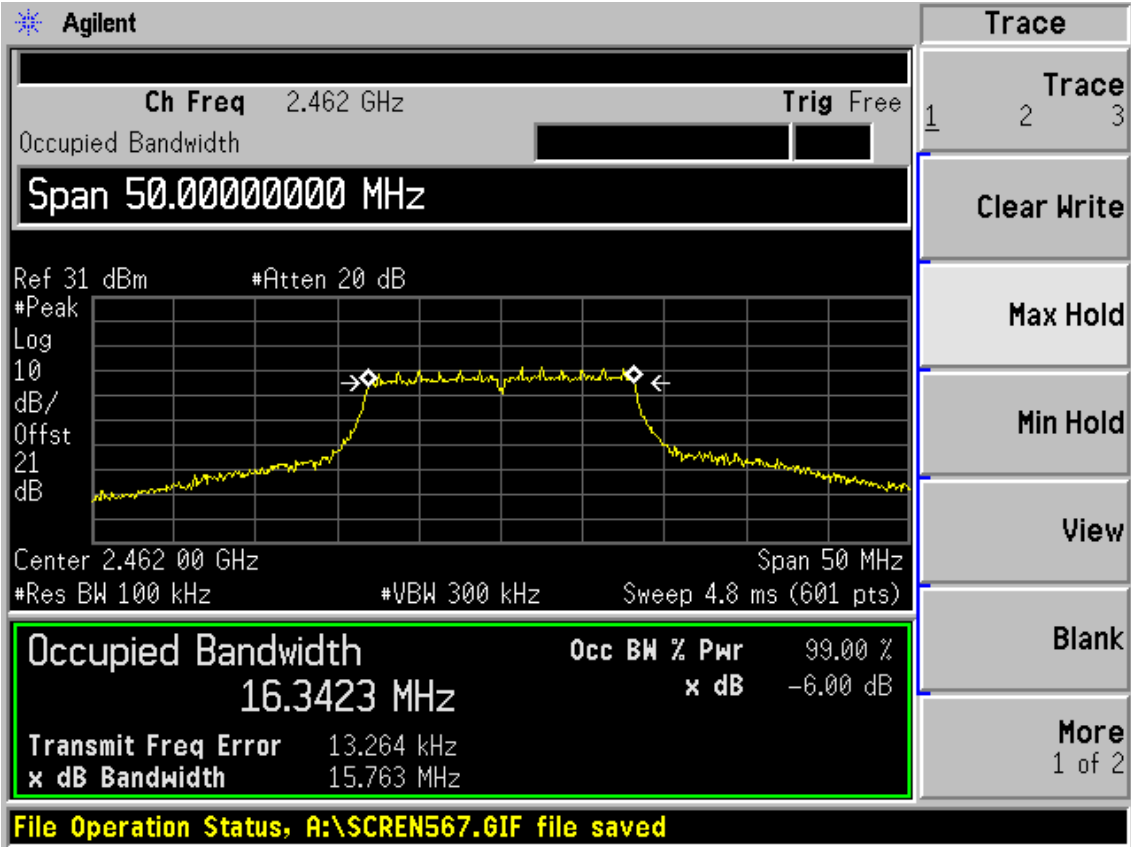 Agilent
Trace
Ch Freq 2.462 GHz Trig Free
Occupied Bandwidth
Span 50.00000000 MHz
Ref 31 dBm #Atten 20 dB
#Peak
Log
10
dB/
Offst
21
dB
Center 2.462 00 GHz Span 50 MHz
#Res BW 100 kHz #VBW 300 kHz Sweep 4.8 ms (601 pts)
Occupied Bandwidth
16.3423 MHz
Occ BW % Pwr 99.00 %
x dB -6.00 dB
Transmit Freq Error 13.264 kHz
x dB Bandwidth 15.763 MHz
File Operation Status, A:\SCREN567.GIF file saved
Trace
1 2 3
Clear Write
Max Hold
Min Hold
View
Blank
More
1 of 2